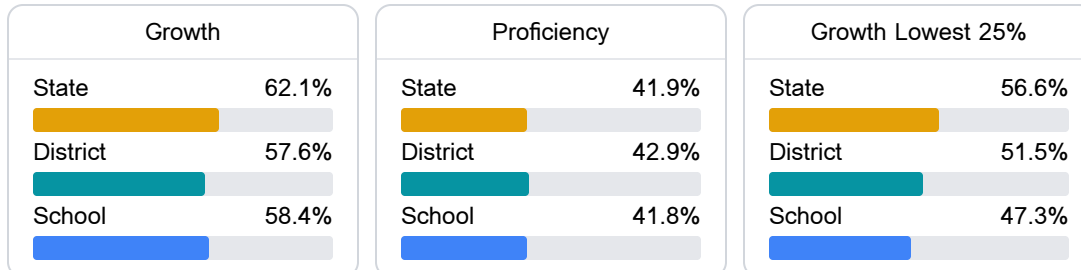 Growth
State 62.1%
District 57.6%
School 58.4%
Proficiency
State 41.9%
District 42.9%
School 41.8%
Growth Lowest 25%
State 56.6%
District 51.5%
School 47.3%